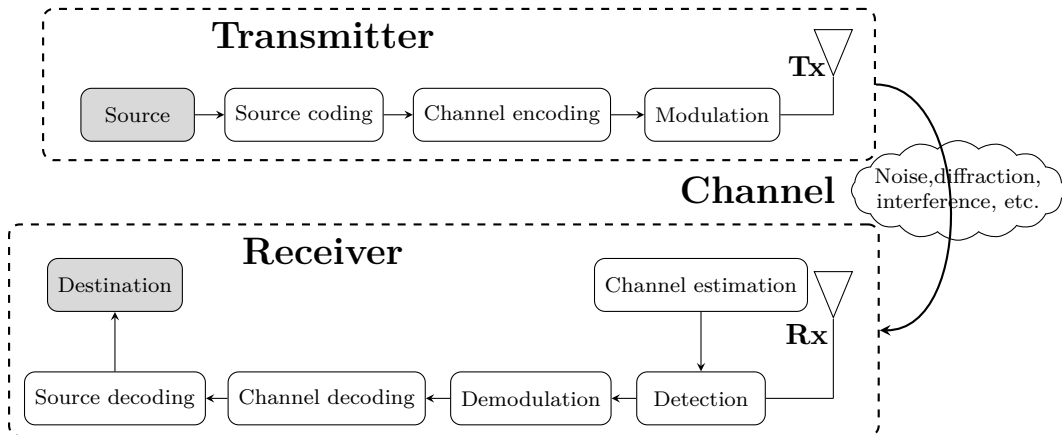 Transmitter
Tx
Source
Source coding
Channel encoding
Modulation
Channel
Noise,diffraction,
interference, etc.
Receiver
Destination
Channel estimation
Rx
Source decoding
Channel decoding
Demodulation
Detection